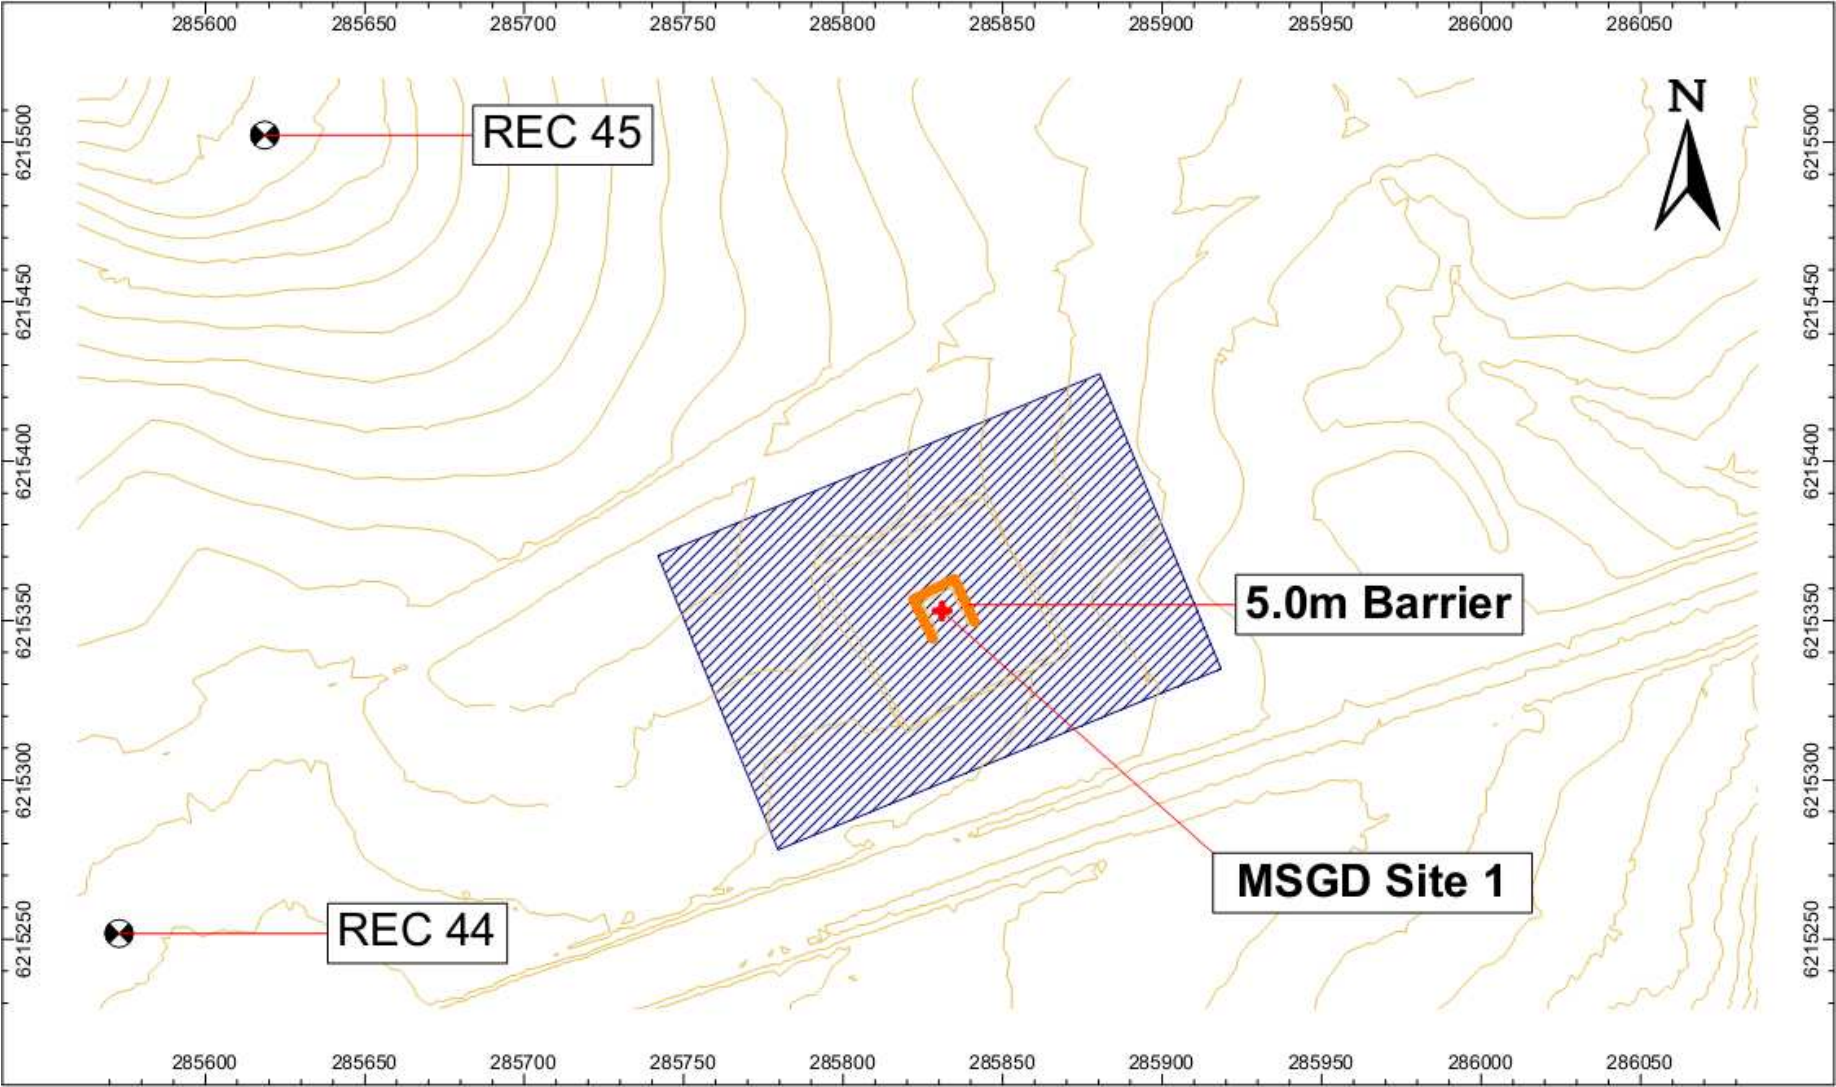 285600 285650 285700 285750 285800 285850 285900 285950 286000 286050
N
6215500 6215500
REC 45
6215450 6215450
6215400 6215400
6215350 6215350
5.0m Barrier
6215300 6215300
MSGD Site 1
6215250 6215250
REC 44
285600 285650 285700 285750 285800 285850 285900 285950 286000 286050